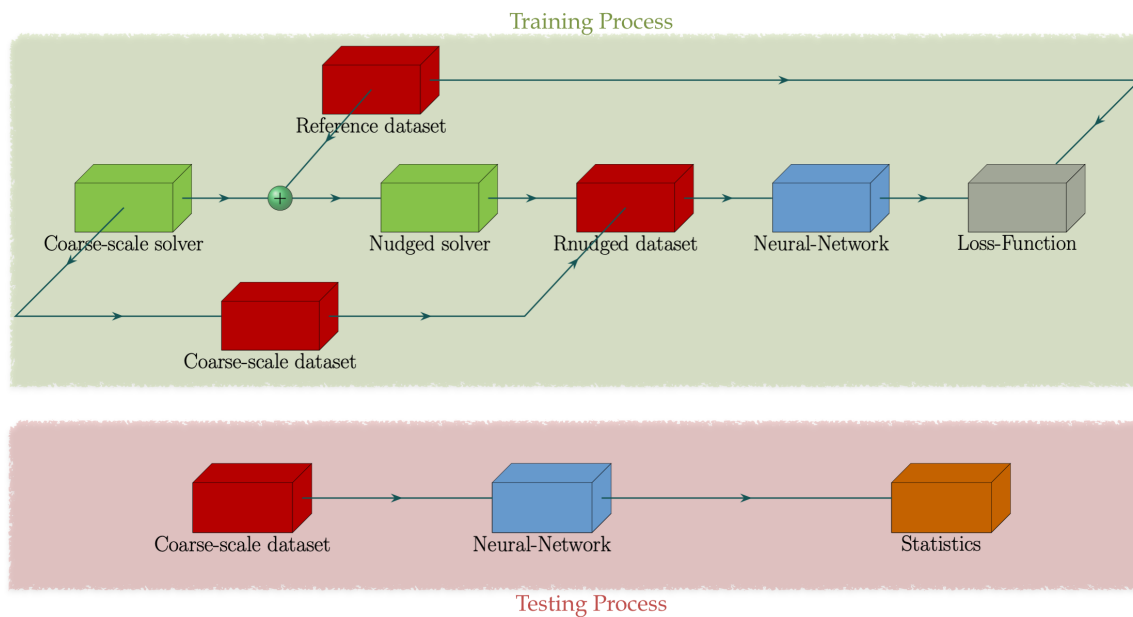 Training Process
Reference dataset
+
Coarse-scale solver
Nudged solver
Rnudged dataset
Neural-Network
Loss-Function
Coarse-scale dataset
Coarse-scale dataset
Neural-Network
Statistics
Testing Process